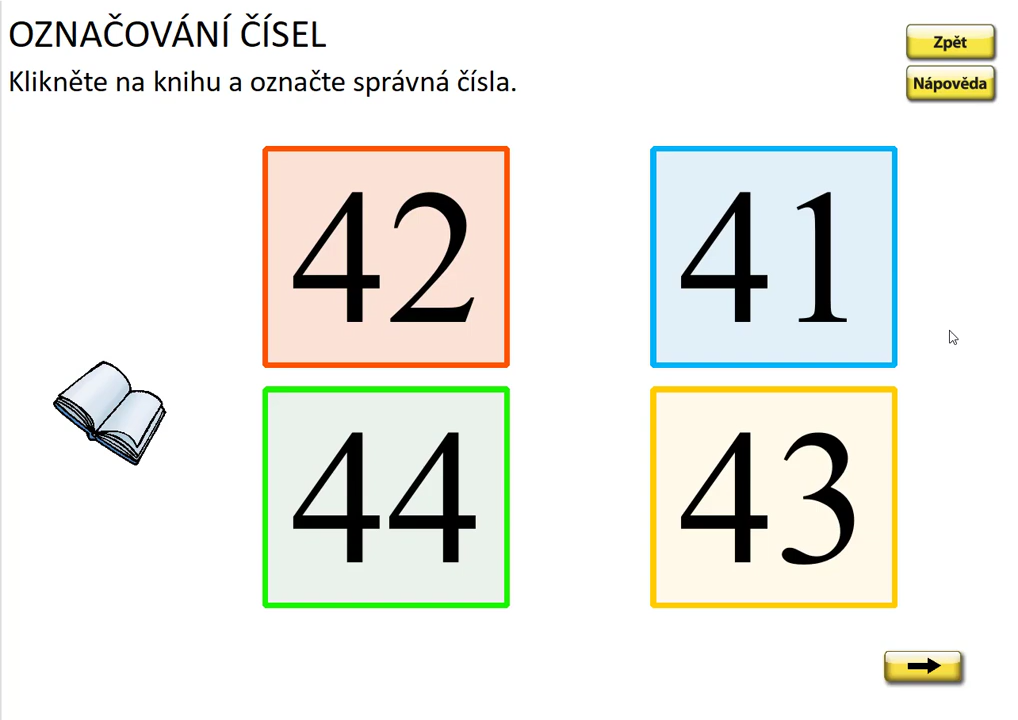 OZNAČOVÁNÍ ČÍSEL
Klikněte na knihu a označte správná čísla.
Zpět
Nápověda
42
41
44
43